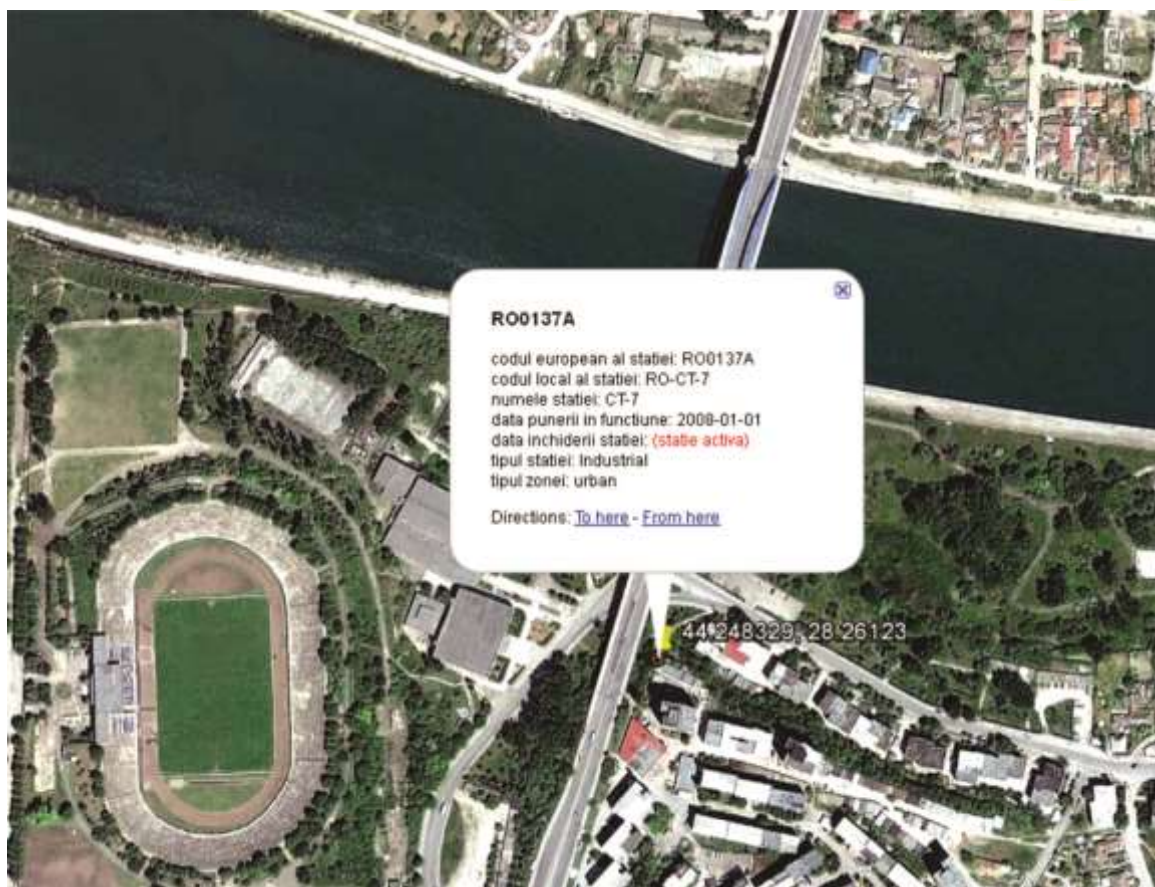 RO0137A
codul european al statiei: RO0137A
codul local al statiei: RO-CT-7
numele statiei: CT-7
data punerii in functiune: 2008-01-01
data inchiderii statiei: (statie activa)
tipul statiei: Industrial
tipul zonei: urban
Directions: To here - From here
44.248329, 28.26123